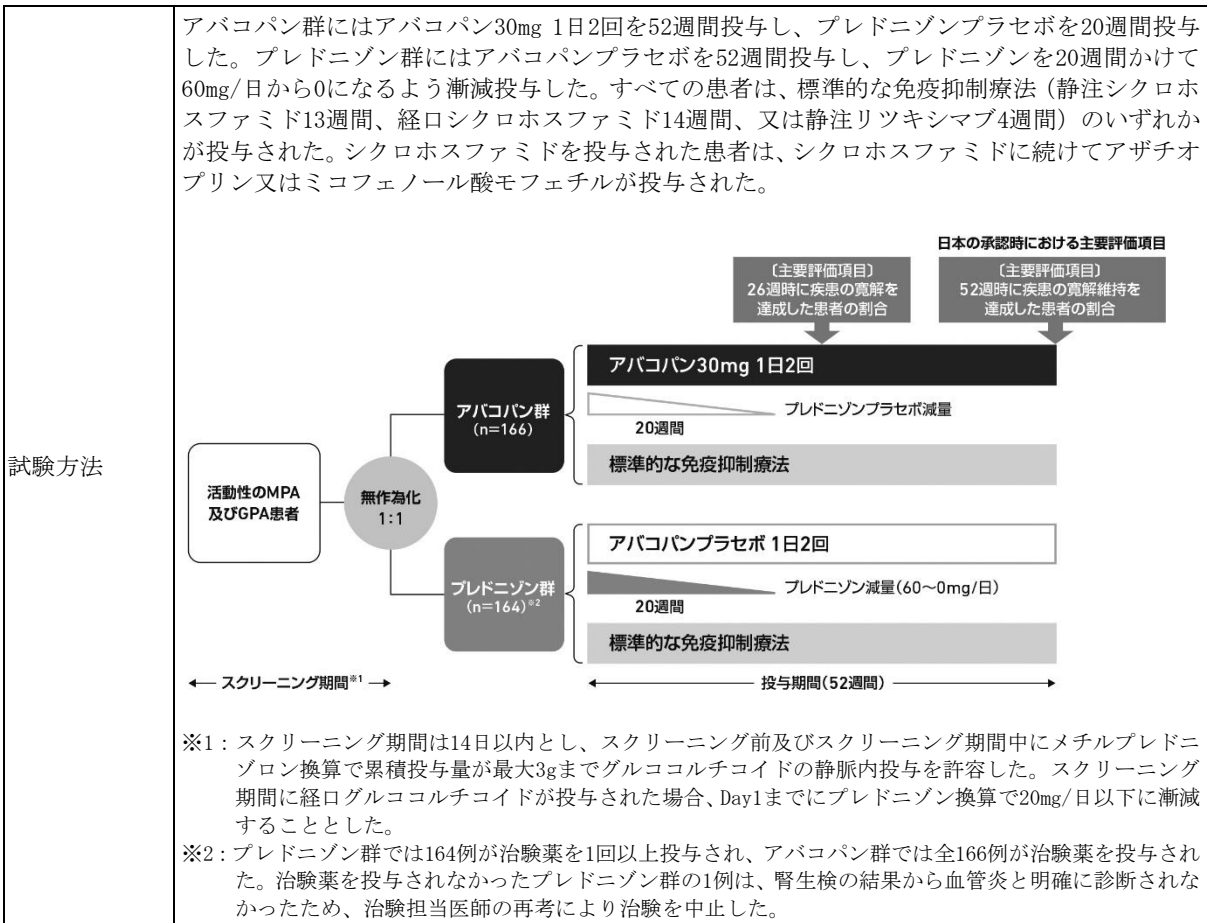 試験方法
アバコパン群にはアバコパン30mg 1日2回を52週間投与し、プレドニゾンプラセボを20週間投与
した。プレドニゾン群にはアバコパンプラセボを52週間投与し、プレドニゾンを20週間かけて
60mg/日から0になるよう漸減投与した。すべての患者は、標準的な免疫抑制療法（静注シクロホ
スファミド13週間、経口シクロホスファミド14週間、又は静注リツキシマブ4週間）のいずれか
が投与された。シクロホスファミドを投与された患者は、シクロホスファミドに続けてアザチオ
プリン又はミコフェノール酸モフェチルが投与された。
日本の承認時における主要評価項目
〔主要評価項目〕
26週時に疾患の寛解を
達成した患者の割合
〔主要評価項目〕
52週時に疾患の寛解維持を
達成した患者の割合
活動性のMPA
及びGPA患者
無作為化
1:1
アバコパン群
(n=166)
アバコパン30mg 1日2回
プレドニゾンプラセボ減量
20週間
標準的な免疫抑制療法
プレドニゾン群
(n=164)※2
アバコパンプラセボ 1日2回
プレドニゾン減量(60～0mg/日)
20週間
標準的な免疫抑制療法
スクリーニング期間※1
投与期間(52週間)
※1：スクリーニング期間は14日以内とし、スクリーニング前及びスクリーニング期間中にメチルプレドニ
ゾロン換算で累積投与量が最大3gまでグルココルチコイドの静脈内投与を許容した。スクリーニング
期間に経口グルココルチコイドが投与された場合、Day1までにプレドニゾン換算で20mg/日以下に漸減
することとした。
※2：プレドニゾン群では164例が治験薬を1回以上投与され、アバコパン群では全166例が治験薬を投与され
た。治験薬を投与されなかったプレドニゾン群の1例は、腎生検の結果から血管炎と明確に診断されな
かったため、治験担当医師の再考により治験を中止した。